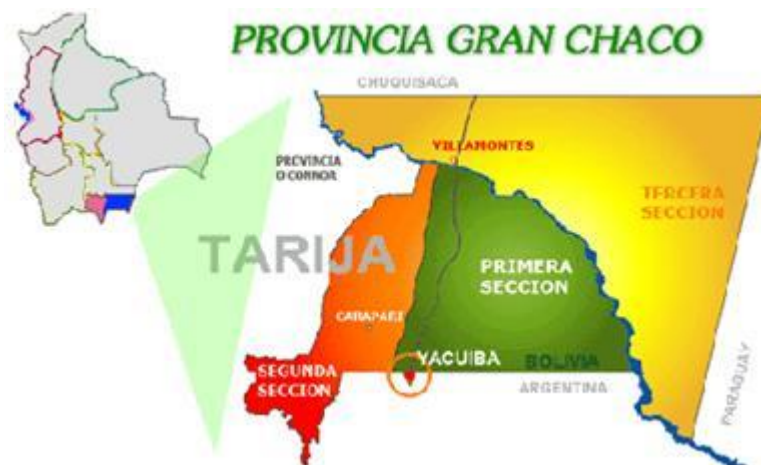 PROVINCIA GRAN CHACO
CHUQUISACA
VILLAMONTES
PROVINCIA
O CONNOR
TERCERA
SECCION
TARIJA
PRIMERA
SECCION
CARAPARI
YACUIBA
SEGUNDA
SECCION
BOLIVIA
ARGENTINA
PARAGUAY